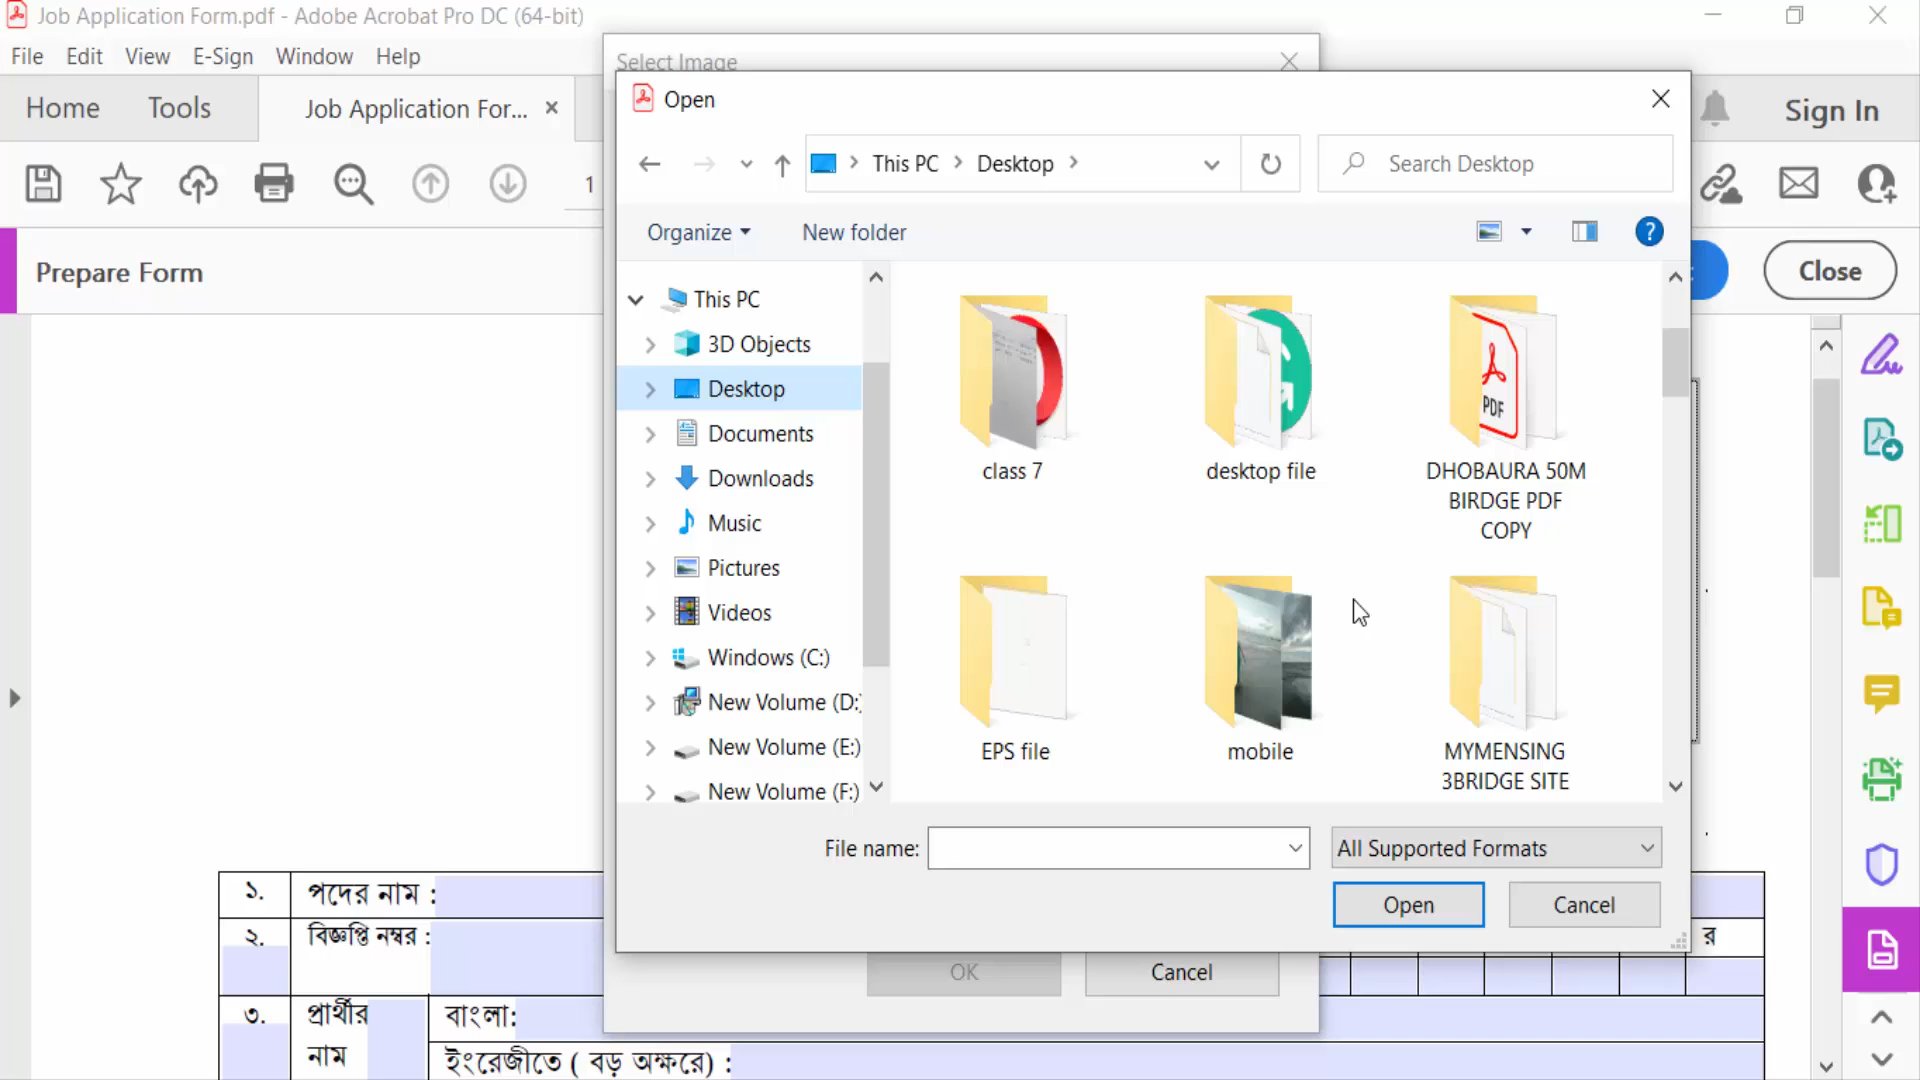 Job Application Form.pdf - Adobe Acrobat Pro DC (64-bit)
File Edit View E-Sign Window Help
Home Tools Job Application For... Sign In
1
Prepare Form
Close
Select Image
Open
This PC Desktop
Search Desktop
Organize New folder
This PC
3D Objects
Desktop
Documents
Downloads
Music
Pictures
Videos
Windows (C:)
New Volume (D:)
New Volume (E:)
New Volume (F:)
class 7
desktop file
PDF
DHOBAURA 50M
BIRDGE PDF
COPY
EPS file
mobile
MYMENSING
3BRIDGE SITE
File name:
All Supported Formats
Open Cancel
OK Cancel
১. পদের নাম :
২. বিজ্ঞপ্তি নম্বর : র
৩. প্রার্থীর
নাম
বাংলা:
ইংরেজীতে ( বড় অক্ষরে) :